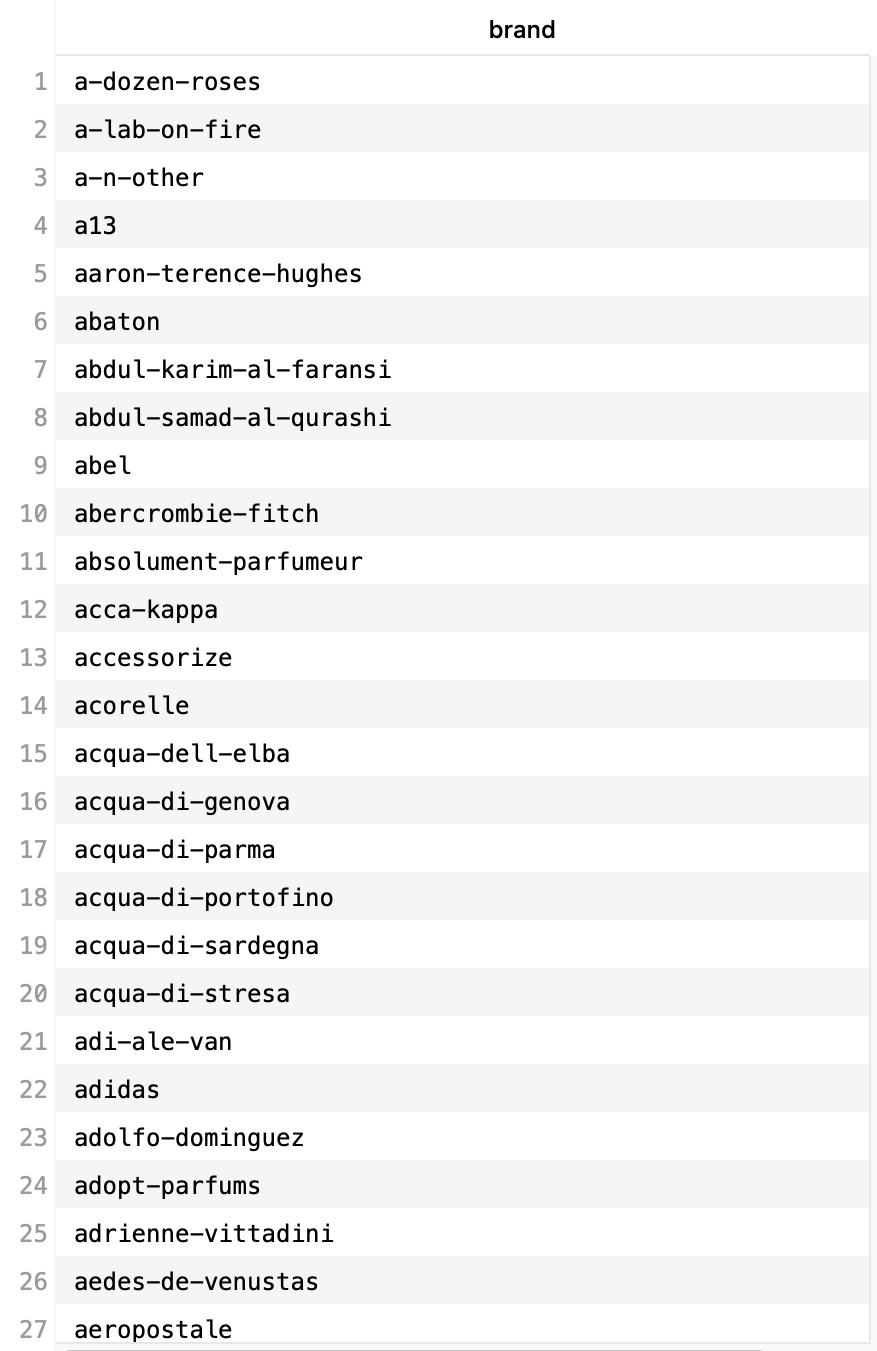 brand
1 a-dozen-roses
2 a-lab-on-fire
3 a-n-other
4 a13
5 aaron-terence-hughes
6 abaton
7 abdul-karim-al-faransi
8 abdul-samad-al-qurashi
9 abel
10 abercrombie-fitch
11 absolument-parfumeur
12 acca-kappa
13 accessorize
14 acorelle
15 acqua-dell-elba
16 acqua-di-genova
17 acqua-di-parma
18 acqua-di-portofino
19 acqua-di-sardegna
20 acqua-di-stresa
21 adi-ale-van
22 adidas
23 adolfo-dominguez
24 adopt-parfums
25 adrienne-vittadini
26 aedes-de-venustas
27 aeropostale